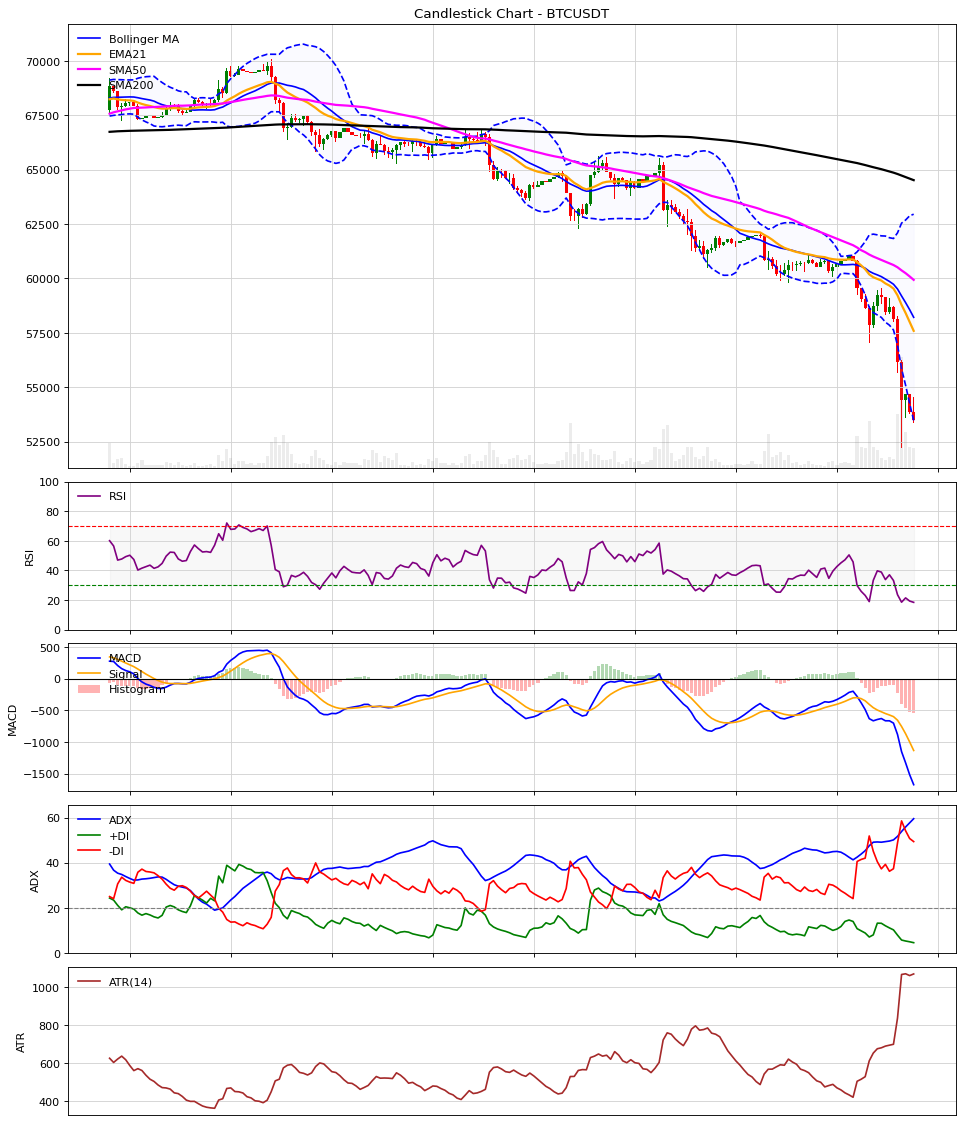 Candlestick Chart - BTCUSDT
Bollinger MA
EMA21
SMA50
SMA200
70000
67500
65000
62500
60000
57500
55000
52500
RSI
RSI
100
80
60
40
20
0
MACD
Signal
Histogram
MACD
500
0
−500
−1000
−1500
ADX
+DI
-DI
ADX
60
40
20
0
ATR(14)
ATR
1000
800
600
400